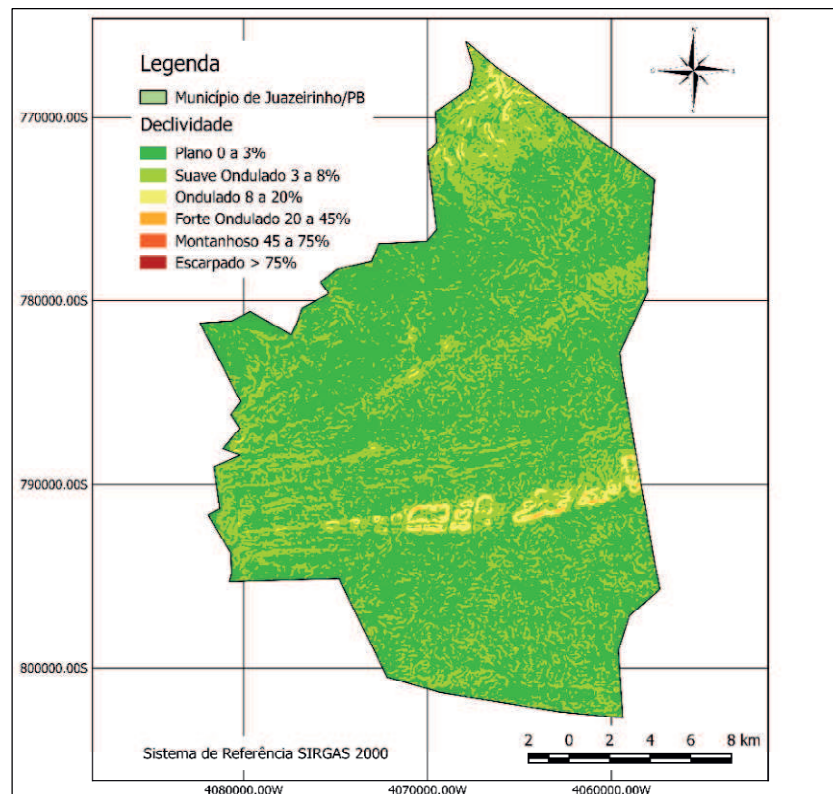 Legenda
Município de Juazeirinho/PB
Declividade
Plano 0 a 3%
Suave Ondulado 3 a 8%
Ondulado 8 a 20%
Forte Ondulado 20 a 45%
Montanhoso 45 a 75%
Escarpado > 75%
770000.00S
780000.00S
790000.00S
800000.00S
Sistema de Referência SIRGAS 2000
2 0 2 4 6 8 km
4080000.00W 4070000.00W 4060000.00W